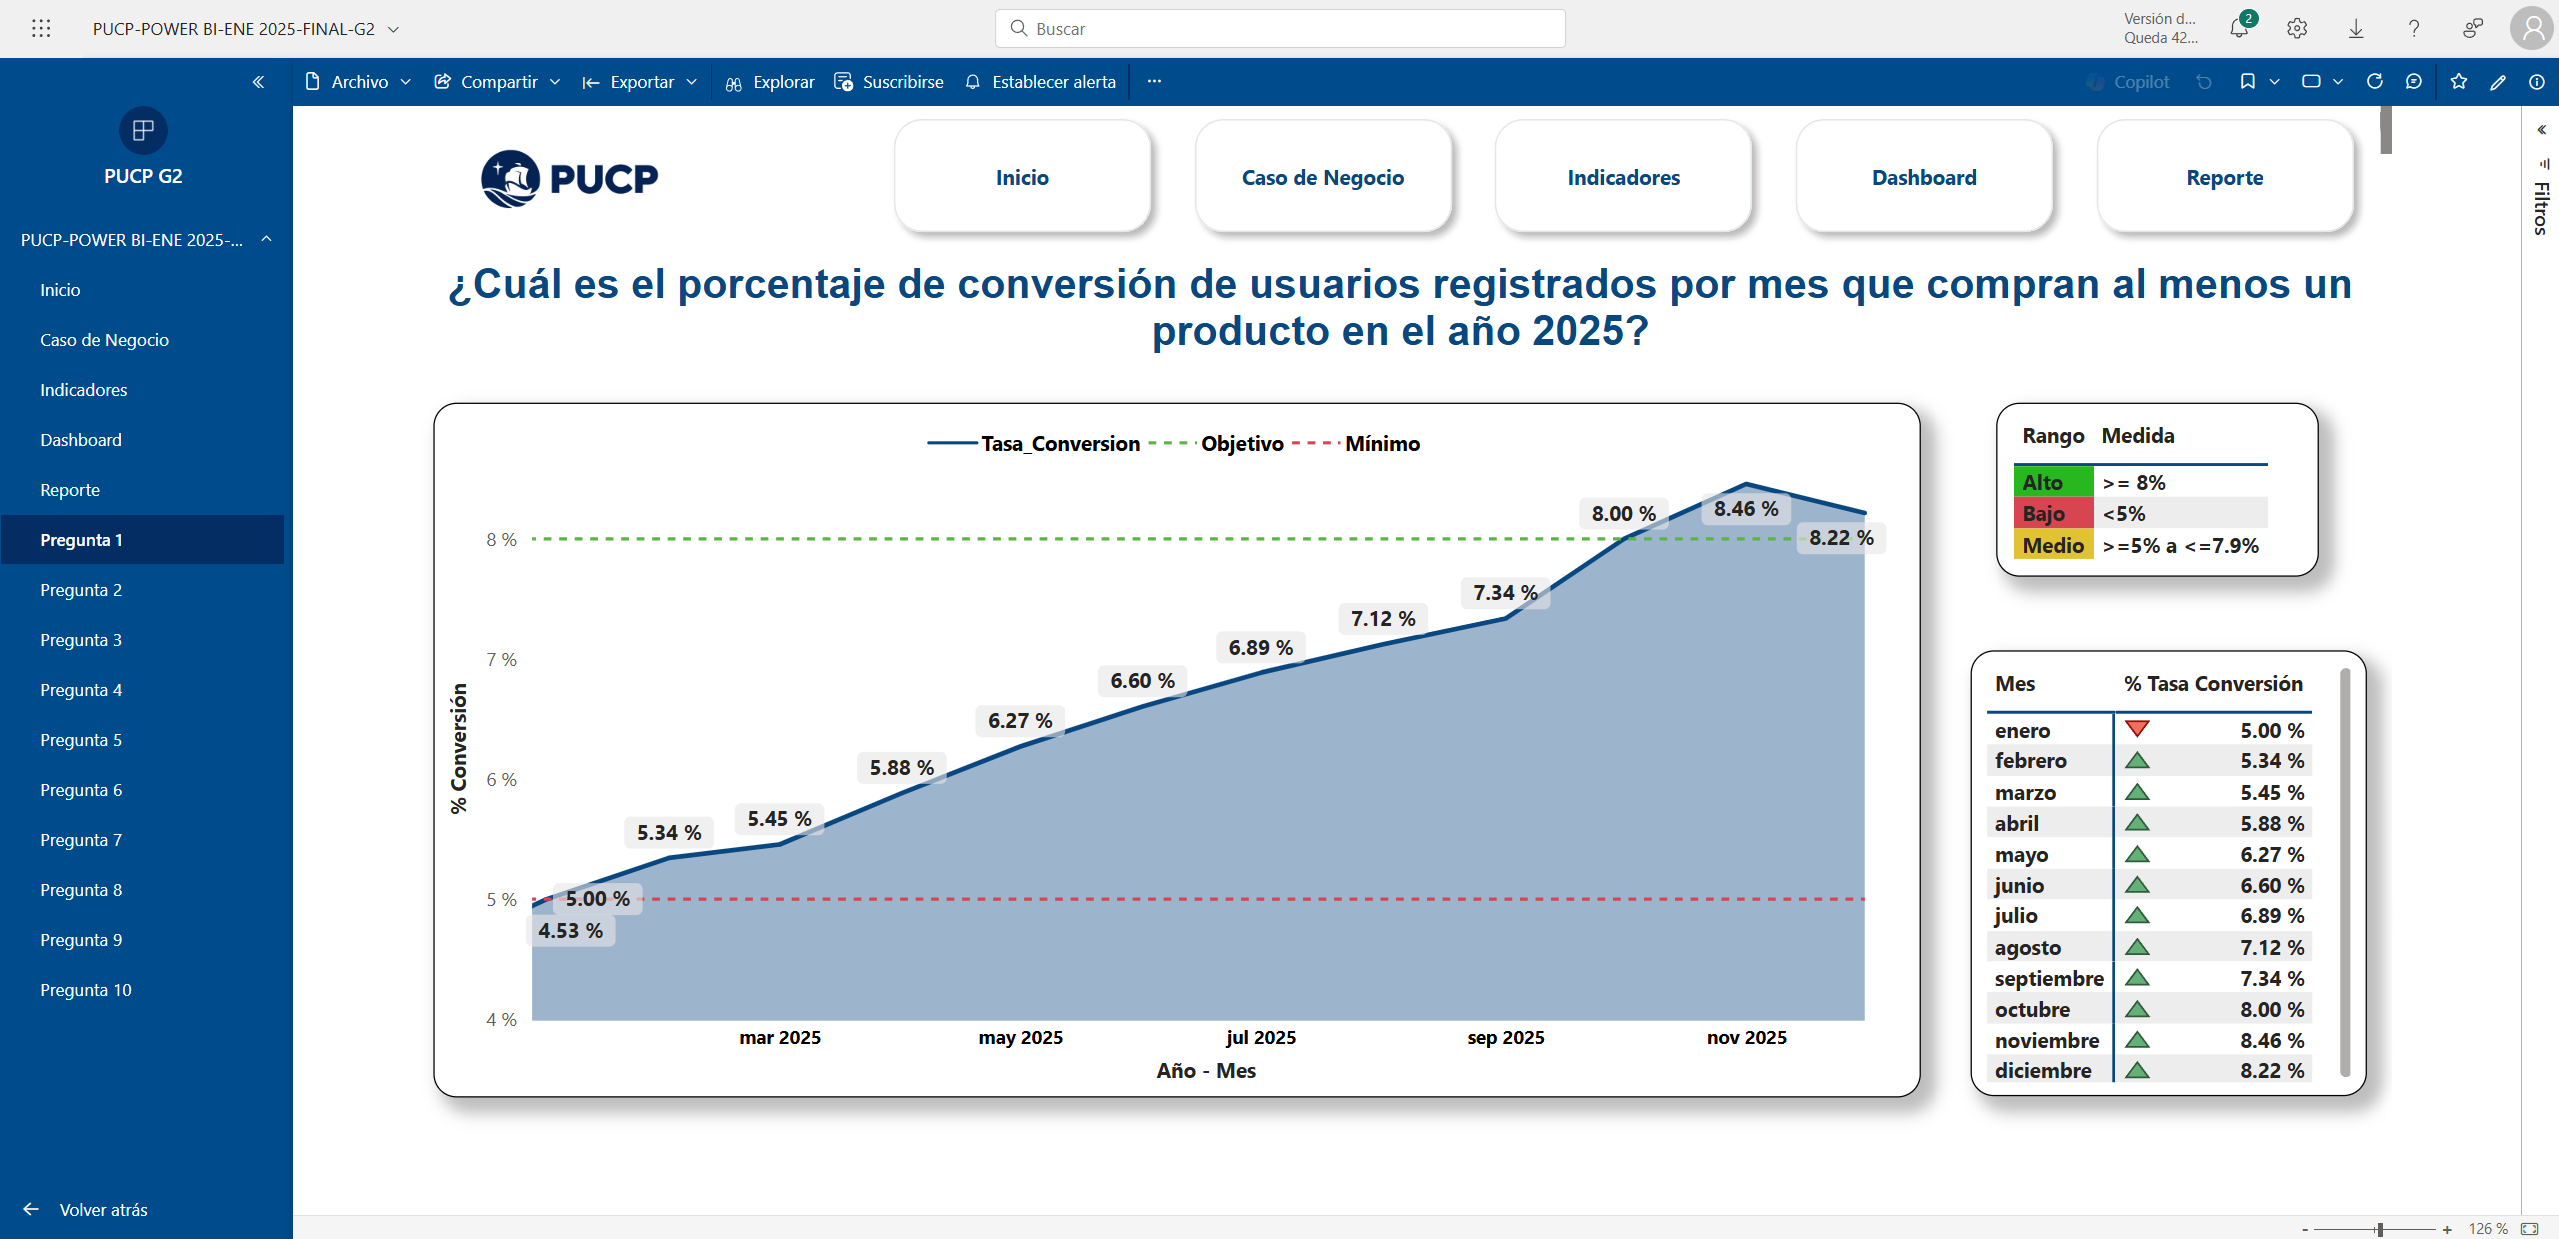 PUCP-POWER BI-ENE 2025-FINAL-G2
Buscar
Versión d...
Queda 42...
2
Archivo
Compartir
Exportar
Explorar
Suscribirse
Establecer alerta
...
Copilot
PUCP G2
PUCP-POWER BI-ENE 2025-...
Inicio
Caso de Negocio
Indicadores
Dashboard
Reporte
Pregunta 1
Pregunta 2
Pregunta 3
Pregunta 4
Pregunta 5
Pregunta 6
Pregunta 7
Pregunta 8
Pregunta 9
Pregunta 10
Volver atrás
PUCP
Inicio
Caso de Negocio
Indicadores
Dashboard
Reporte
¿Cuál es el porcentaje de conversión de usuarios registrados por mes que compran al menos un
producto en el año 2025?
Tasa_Conversion
Objetivo
Mínimo
% Conversión
8 %
7 %
6 %
5 %
4 %
4.53 %
5.00 %
5.34 %
5.45 %
5.88 %
6.27 %
6.60 %
6.89 %
7.12 %
7.34 %
8.00 %
8.46 %
8.22 %
mar 2025
may 2025
jul 2025
sep 2025
nov 2025
Año - Mes
Rango Medida
Alto >= 8%
Bajo <5%
Medio >=5% a <=7.9%
Mes % Tasa Conversión
enero 5.00 %
febrero 5.34 %
marzo 5.45 %
abril 5.88 %
mayo 6.27 %
junio 6.60 %
julio 6.89 %
agosto 7.12 %
septiembre 7.34 %
octubre 8.00 %
noviembre 8.46 %
diciembre 8.22 %
Filtros
- + 126 %